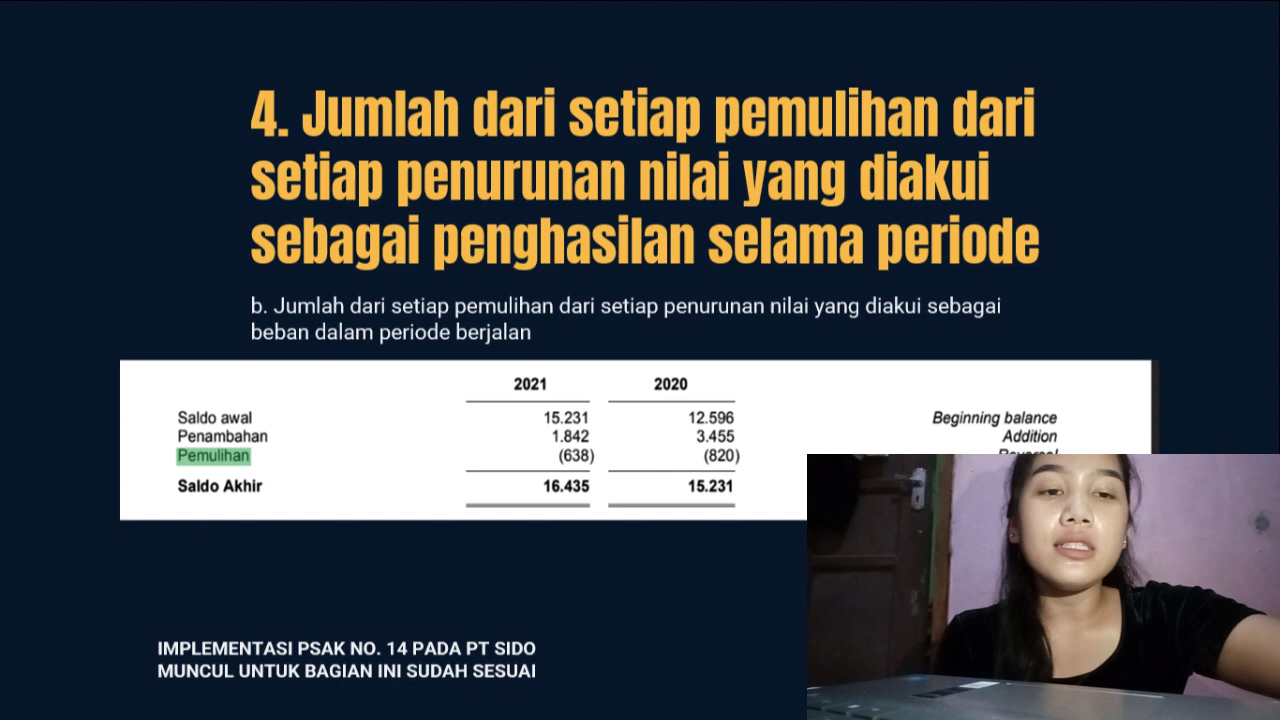 4. Jumlah dari setiap pemulihan dari
setiap penurunan nilai yang diakui
sebagai penghasilan selama periode
b. Jumlah dari setiap pemulihan dari setiap penurunan nilai yang diakui sebagai
beban dalam periode berjalan
2021 2020
Saldo awal 15.231 12.596 Beginning balance
Penambahan 1.842 3.455 Addition
Pemulihan (638) (820) Reversal
Saldo Akhir 16.435 15.231
IMPLEMENTASI PSAK NO. 14 PADA PT SIDO
MUNCUL UNTUK BAGIAN INI SUDAH SESUAI